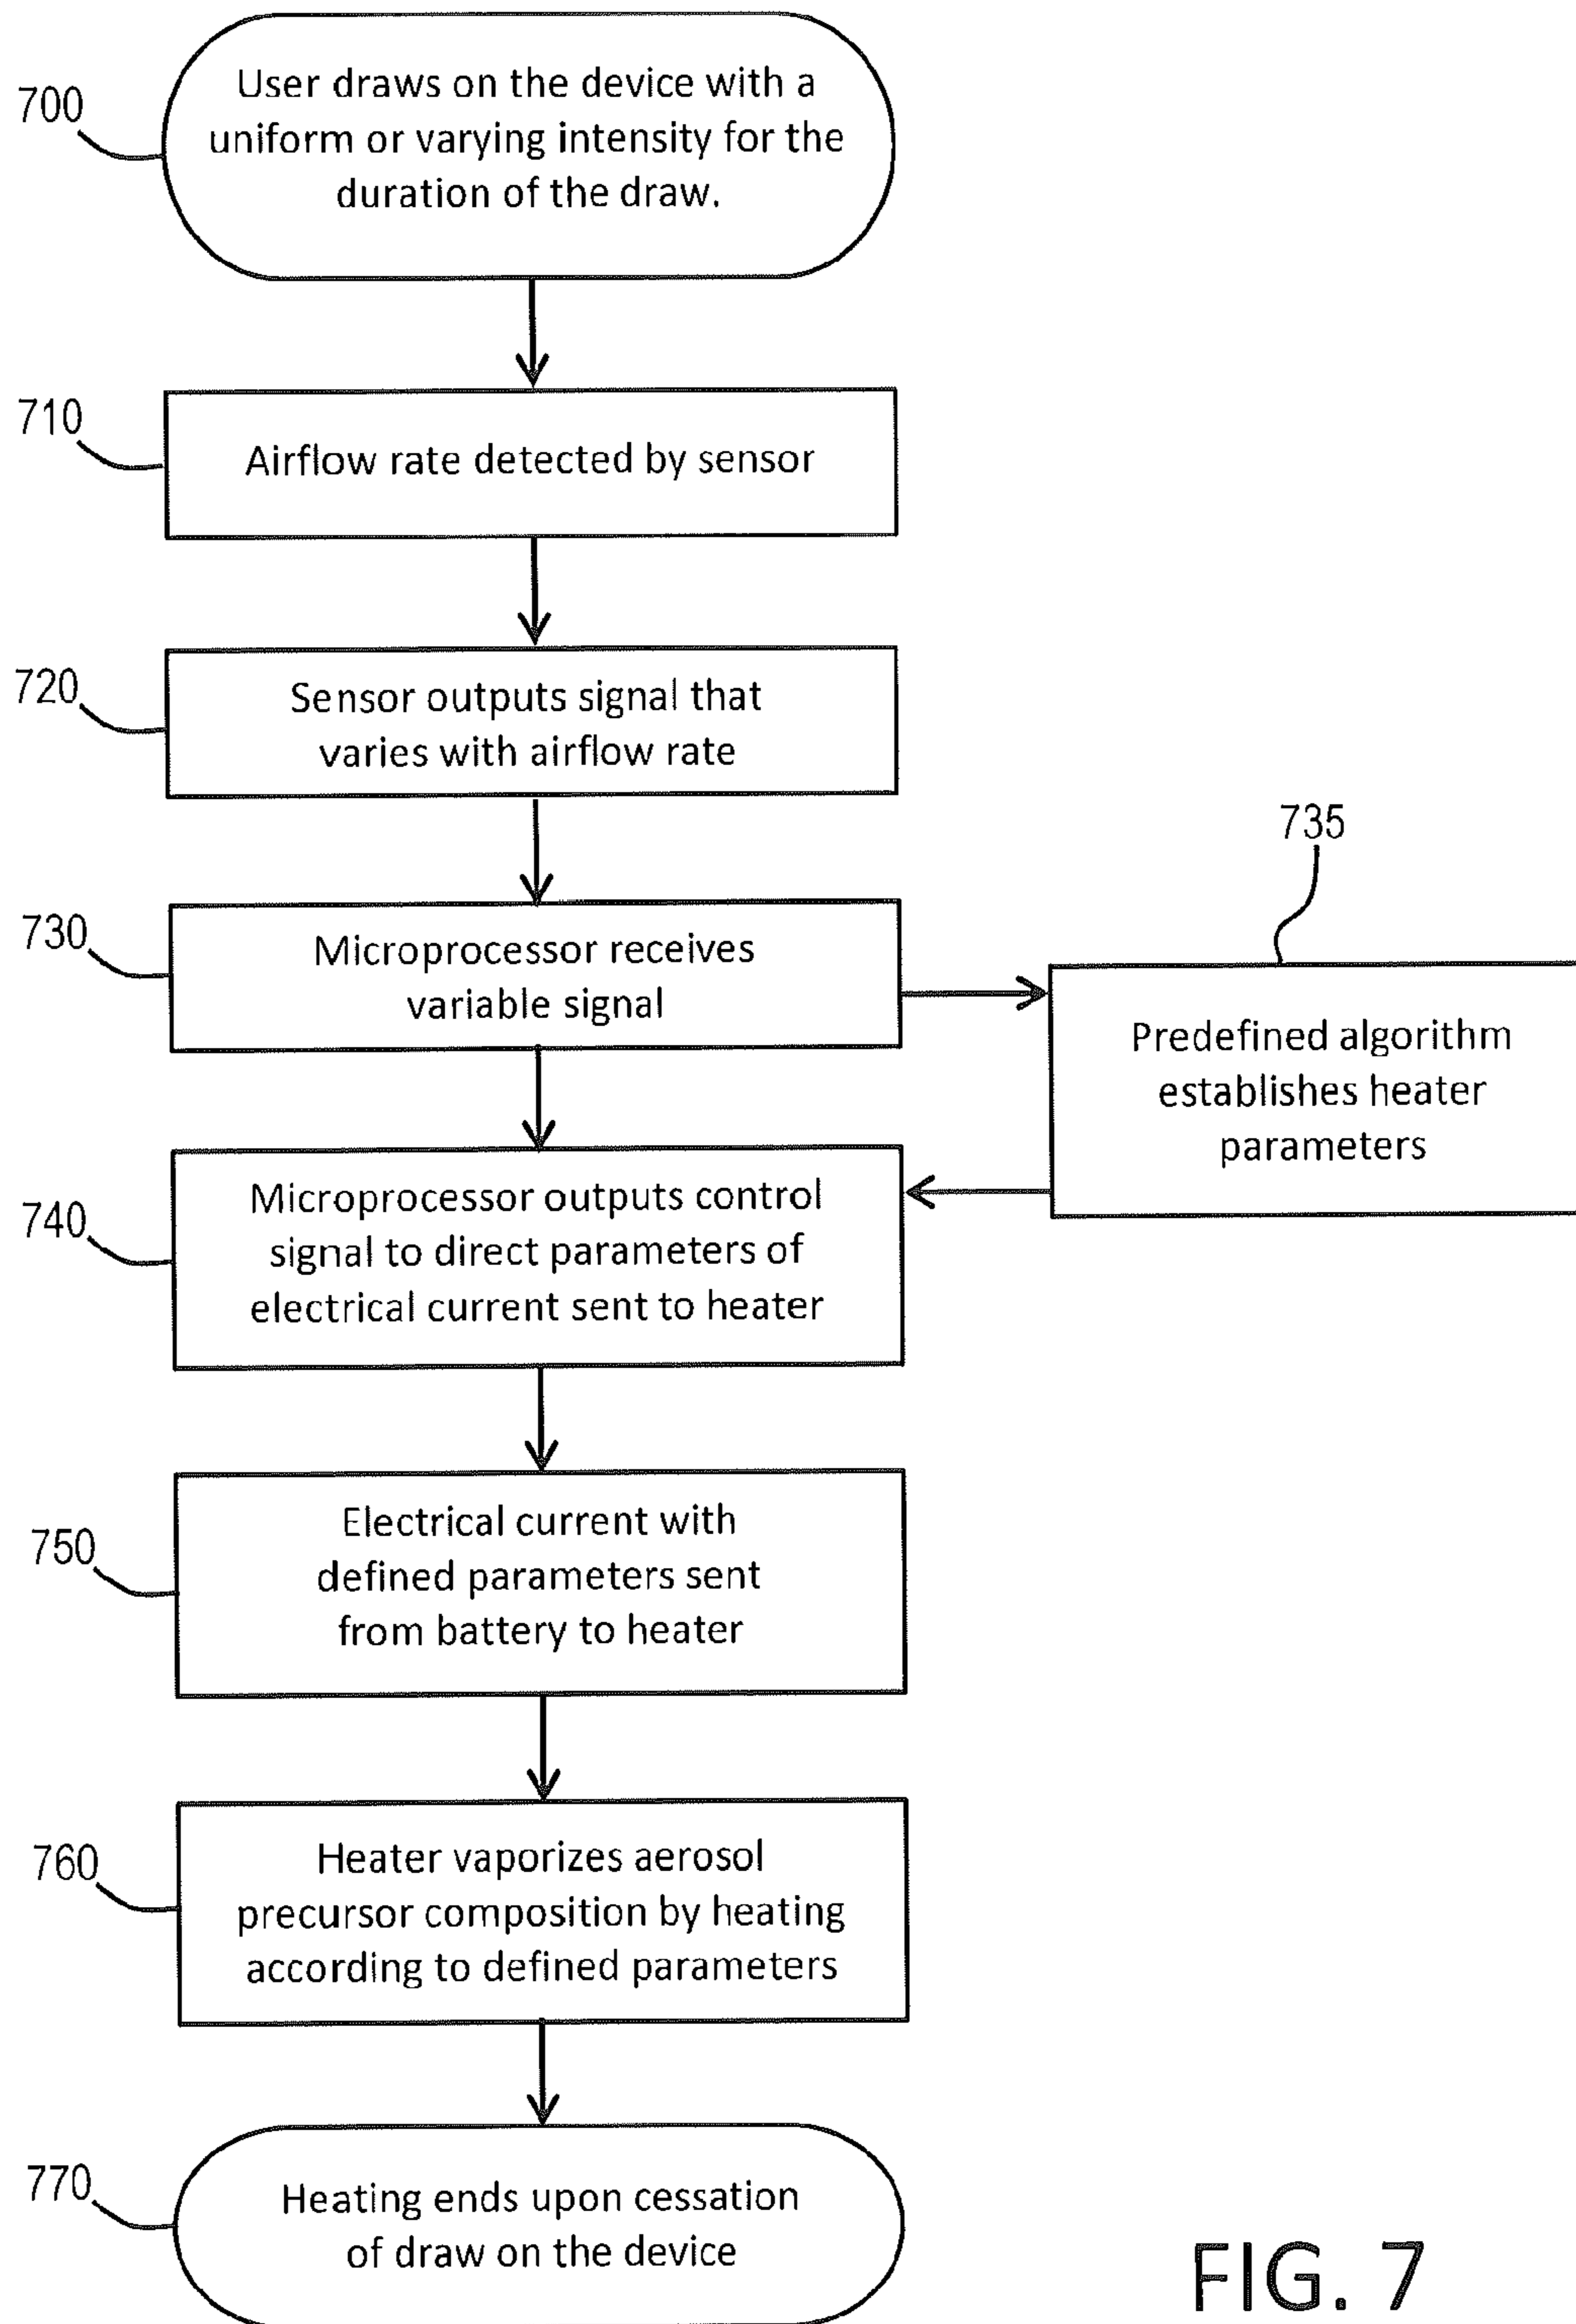 700
User draws on the device with a
uniform or varying intensity for the
duration of the draw.
710
Airflow rate detected by sensor
720
Sensor outputs signal that
varies with airflow rate
730
Microprocessor receives
variable signal
735
Predefined algorithm
establishes heater
parameters
740
Microprocessor outputs control
signal to direct parameters of
electrical current sent to heater
750
Electrical current with
defined parameters sent
from battery to heater
760
Heater vaporizes aerosol
precursor composition by heating
according to defined parameters
770
Heating ends upon cessation
of draw on the device
FIG. 7